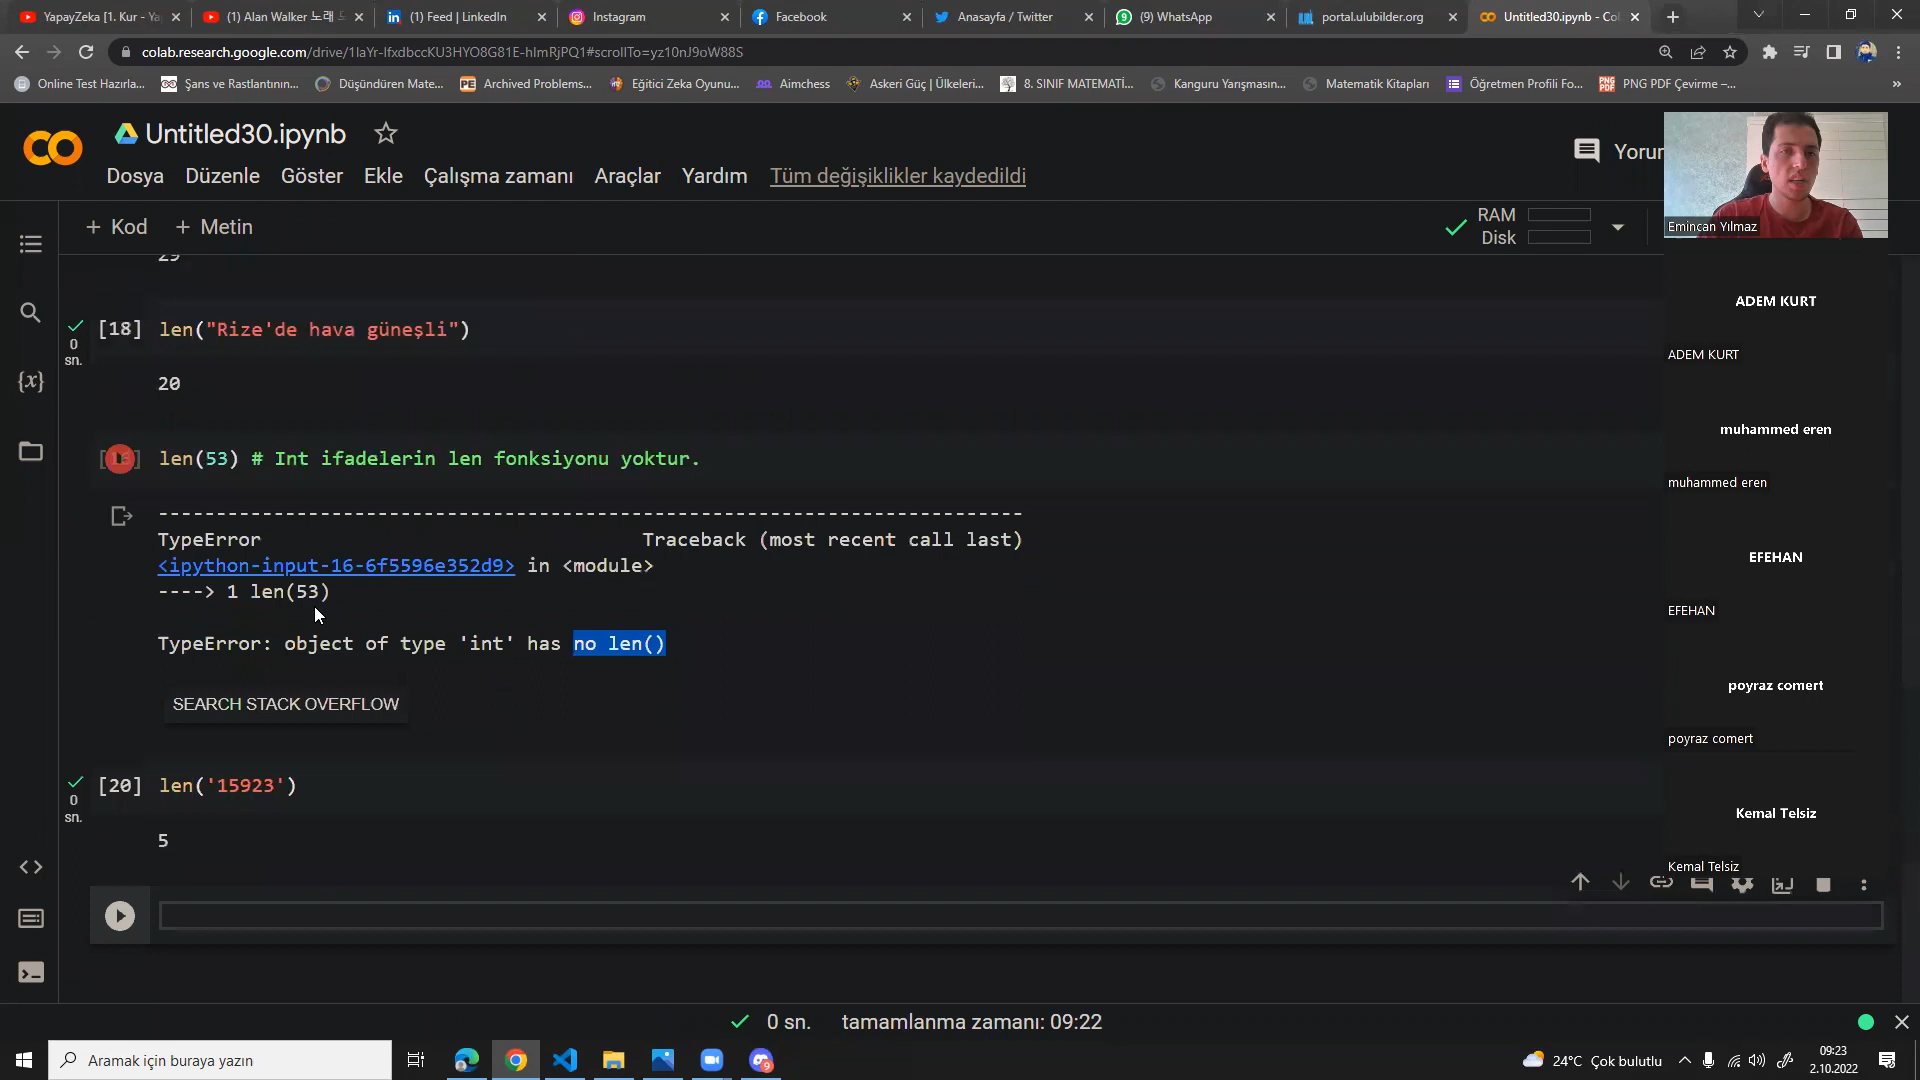 YapayZeka [1. Kur - Ya
(1) Alan Walker 노래 모
(1) Feed | LinkedIn
Instagram
Facebook
Anasayfa / Twitter
(9) WhatsApp
portal.ulubilder.org
Untitled30.ipynb - Col
colab.research.google.com/drive/1IaYr-lfxdbccKU3HYO8G81E-hlmRjPQ1#scrollTo=yz10nJ9oW88S
Online Test Hazırla...
Şans ve Rastlantının...
Düşündüren Mate...
Archived Problems...
Eğitici Zeka Oyunu...
Aimchess
Askeri Güç | Ülkeleri...
8. SINIF MATEMATİ...
Kanguru Yarışmasın...
Matematik Kitapları
Öğretmen Profili Fo...
PNG PDF Çevirme –...
Untitled30.ipynb
Yorum
Dosya Düzenle Göster Ekle Çalışma zamanı Araçlar Yardım Tüm değişiklikler kaydedildi
+ Kod + Metin
RAM
Disk
Emincan Yılmaz
29
[18] len("Rize'de hava güneşli")
0
sn.
20
len(53) # Int ifadelerin len fonksiyonu yoktur.
---------------------------------------------------------------------------
TypeError Traceback (most recent call last)
<ipython-input-16-6f5596e352d9> in <module>
----> 1 len(53)
TypeError: object of type 'int' has no len()
SEARCH STACK OVERFLOW
[20] len('15923')
0
sn.
5
ADEM KURT
ADEM KURT
muhammed eren
muhammed eren
EFEHAN
EFEHAN
poyraz comert
poyraz comert
Kemal Telsiz
Kemal Telsiz
0 sn. tamamlanma zamanı: 09:22
Aramak için buraya yazın
24°C Çok bulutlu
09:23
2.10.2022